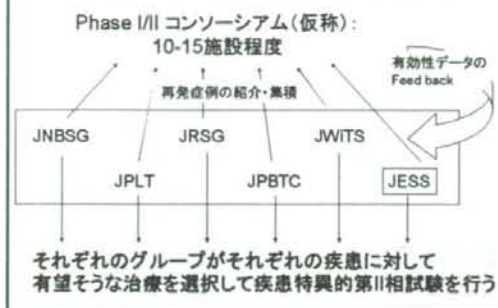 Phase I/II コンソーシアム(仮称):
10-15施設程度
有効性データの
Feed back
再発症例の紹介・集積
JNBSG
JRSG
JWiTS
JPLT
JPBTC
JESS
それぞれのグループがそれぞれの疾患に対して
有望そうな治療を選択して疾患特異的第II相試験を行う